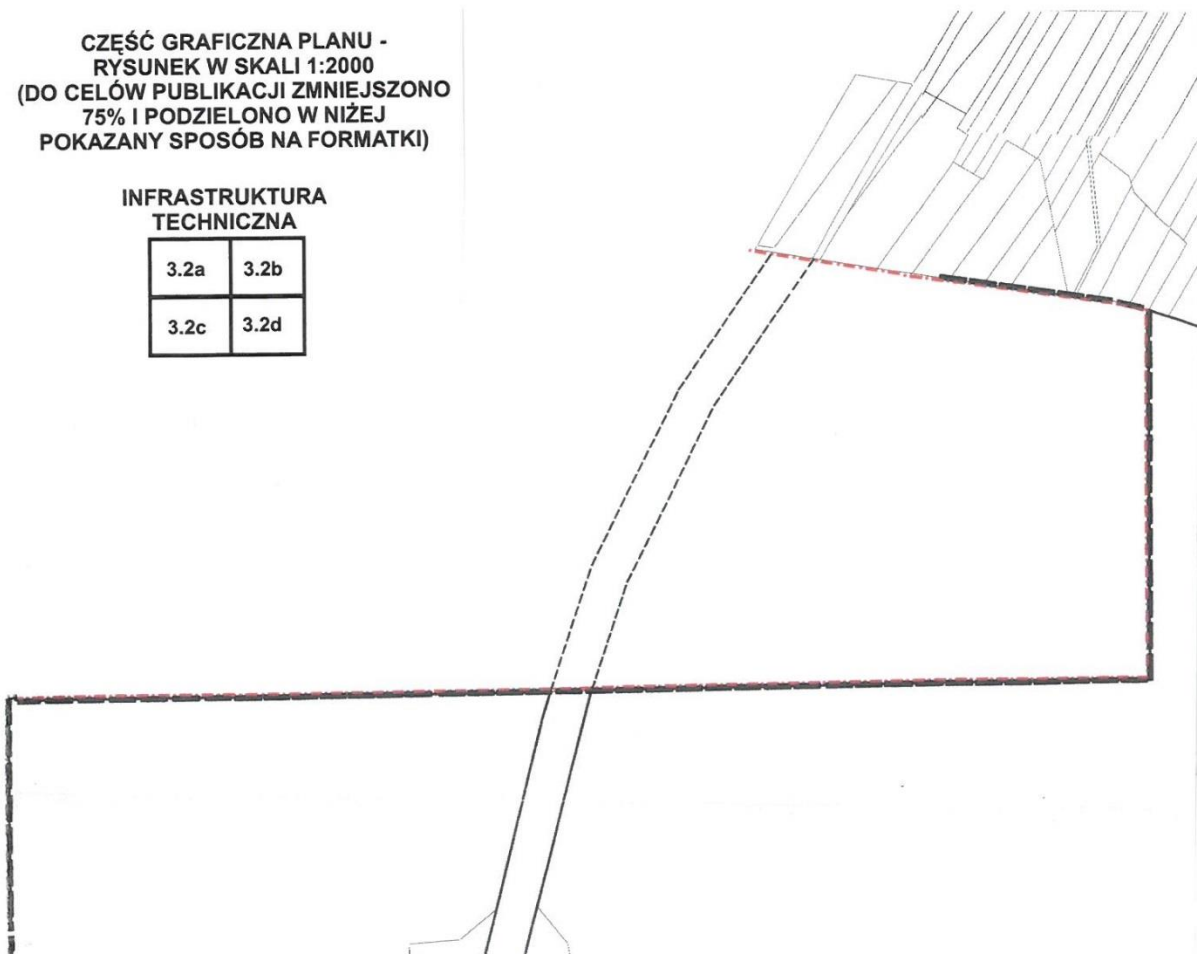 CZĘŚĆ GRAFICZNA PLANU -
RYSUNEK W SKALI 1:2000
(DO CELÓW PUBLIKACJI ZMNIEJSZONO
75% I PODZIELONO W NIŻEJ
POKAZANY SPOSÓB NA FORMATKI)
INFRASTRUKTURA
TECHNICZNA
3.2a 3.2b
3.2c 3.2d